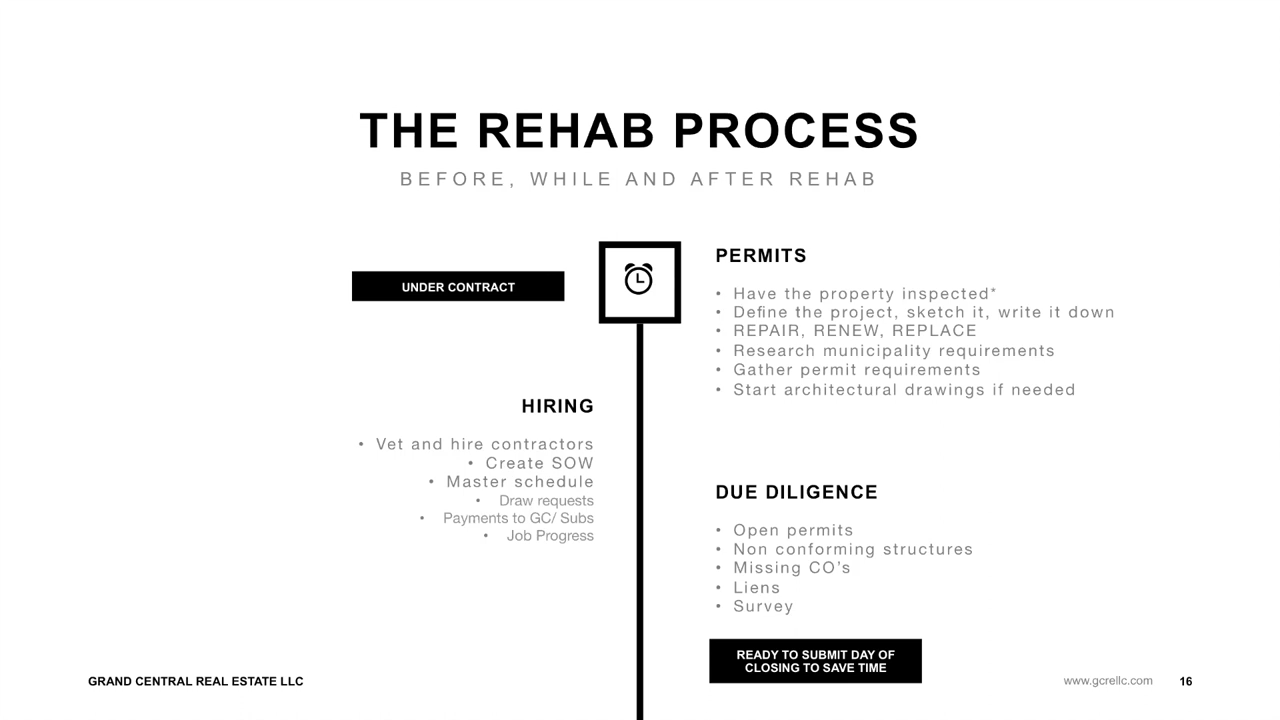 THE REHAB PROCESS
BEFORE, WHILE AND AFTER REHAB
UNDER CONTRACT
PERMITS
• Have the property inspected*
• Define the project, sketch it, write it down
• REPAIR, RENEW, REPLACE
• Research municipality requirements
• Gather permit requirements
• Start architectural drawings if needed
HIRING
• Vet and hire contractors
• Create SOW
• Master schedule
• Draw requests
• Payments to GC/ Subs
• Job Progress
DUE DILIGENCE
• Open permits
• Non conforming structures
• Missing CO’s
• Liens
• Survey
READY TO SUBMIT DAY OF
CLOSING TO SAVE TIME
GRAND CENTRAL REAL ESTATE LLC
www.gcrellc.com
16